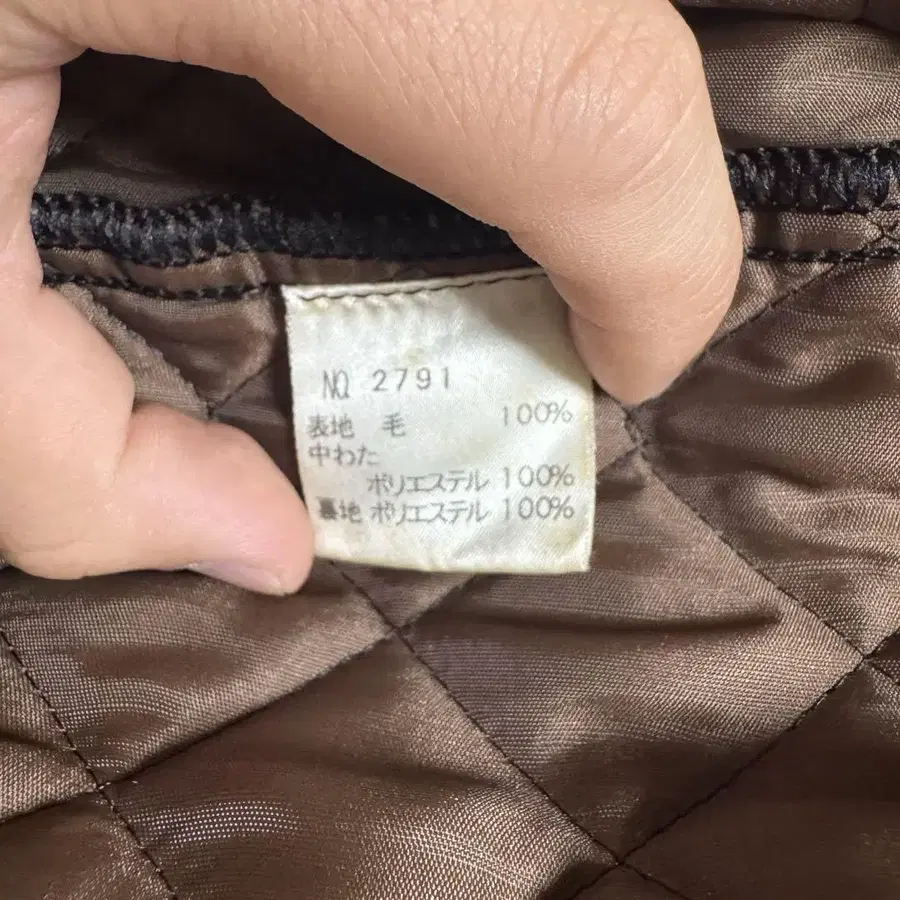 NO. 2791
表地 毛 100%
中わた
ポリエステル 100%
裏地 ポリエステル 100%